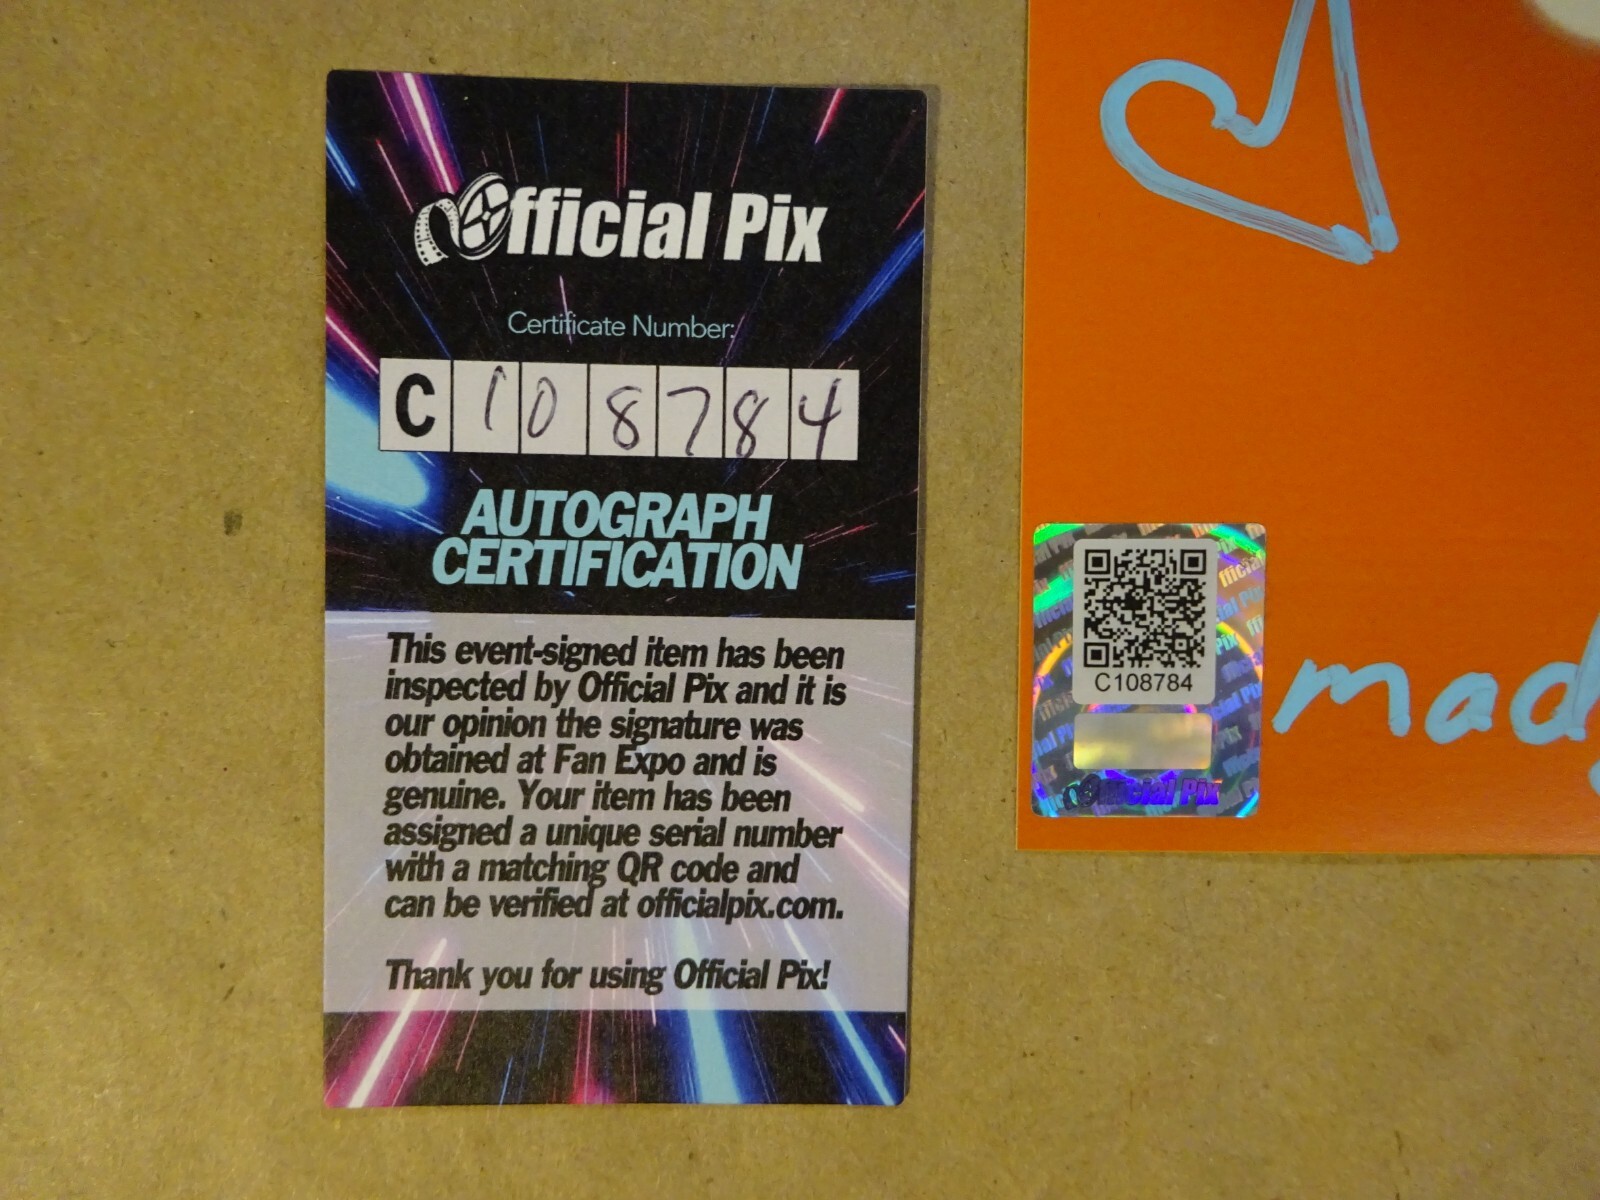 Official Pix
Certificate Number:
C108784
AUTOGRAPH
CERTIFICATION
This event-signed item has been
inspected by Official Pix and it is
our opinion the signature was
obtained at Fan Expo and is
genuine. Your item has been
assigned a unique serial number
with a matching QR code and
can be verified at officialpix.com.
Thank you for using Official Pix!
C108784
Official Pix
mad